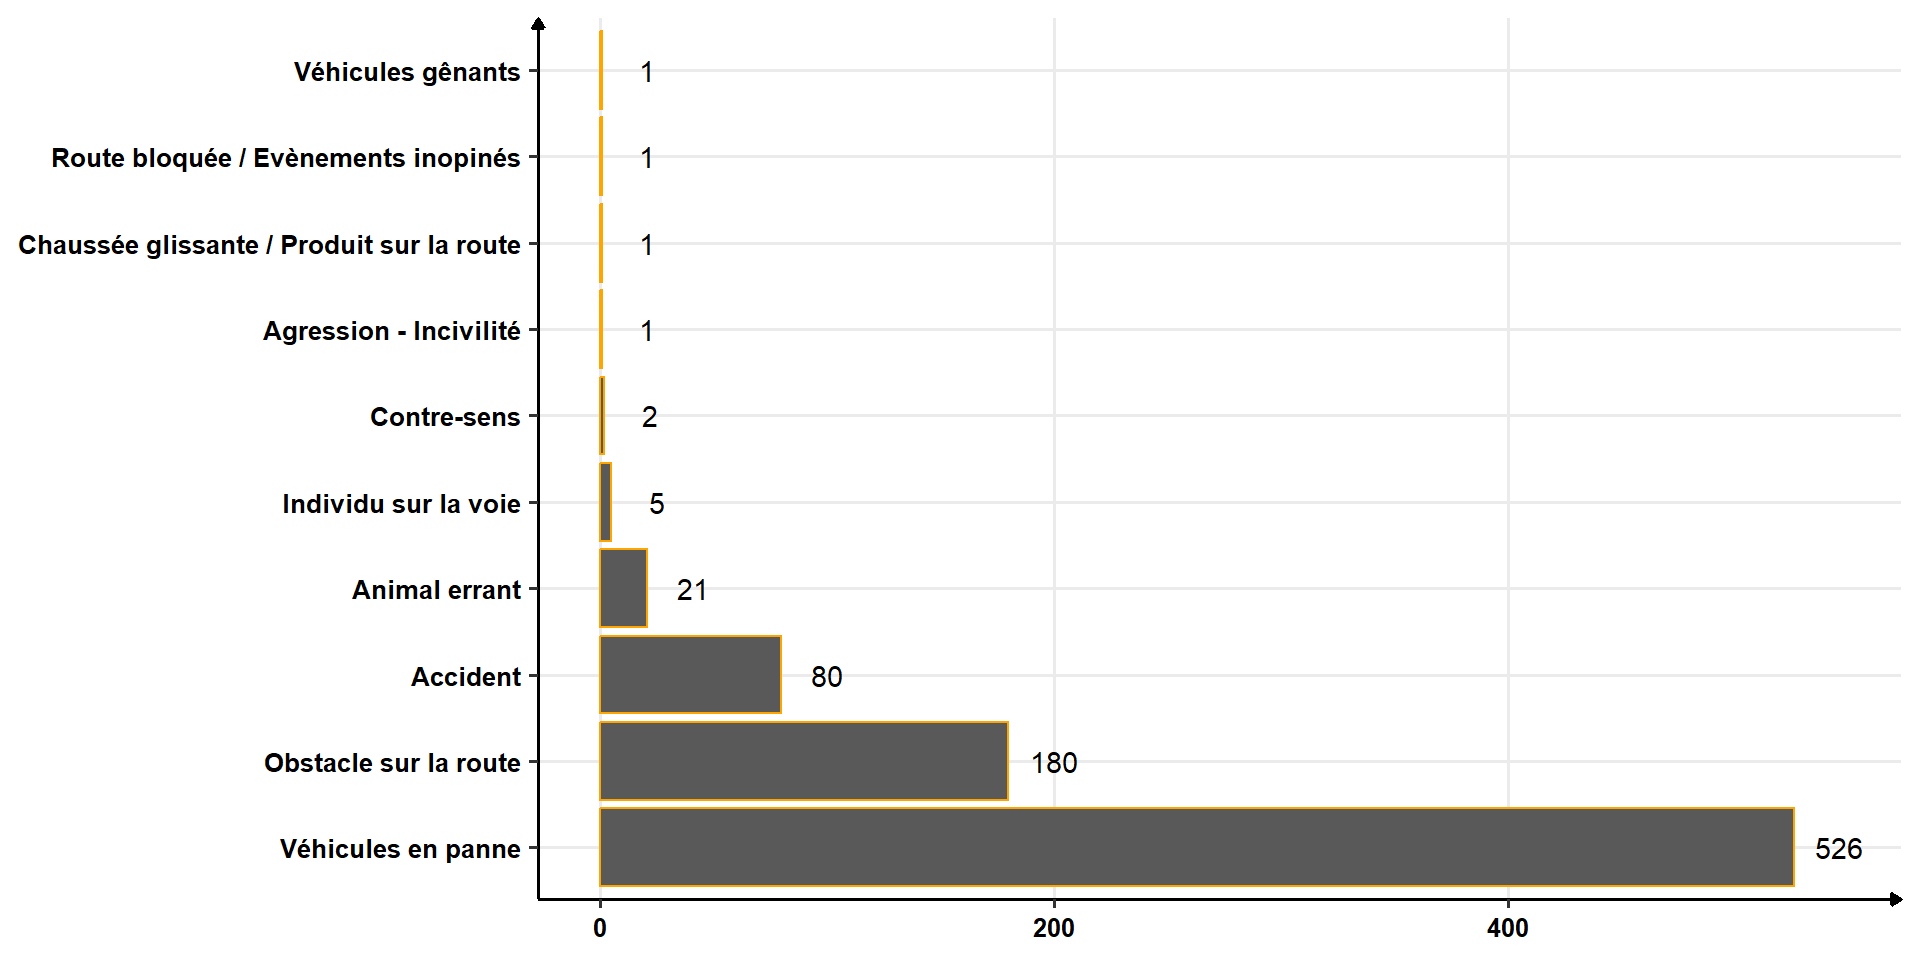 Véhicules gênants 1
Route bloquée / Evènements inopinés 1
Chaussée glissante / Produit sur la route 1
Agression - Incivilité 1
Contre-sens 2
Individu sur la voie 5
Animal errant 21
Accident 80
Obstacle sur la route 180
Véhicules en panne 526
0 200 400